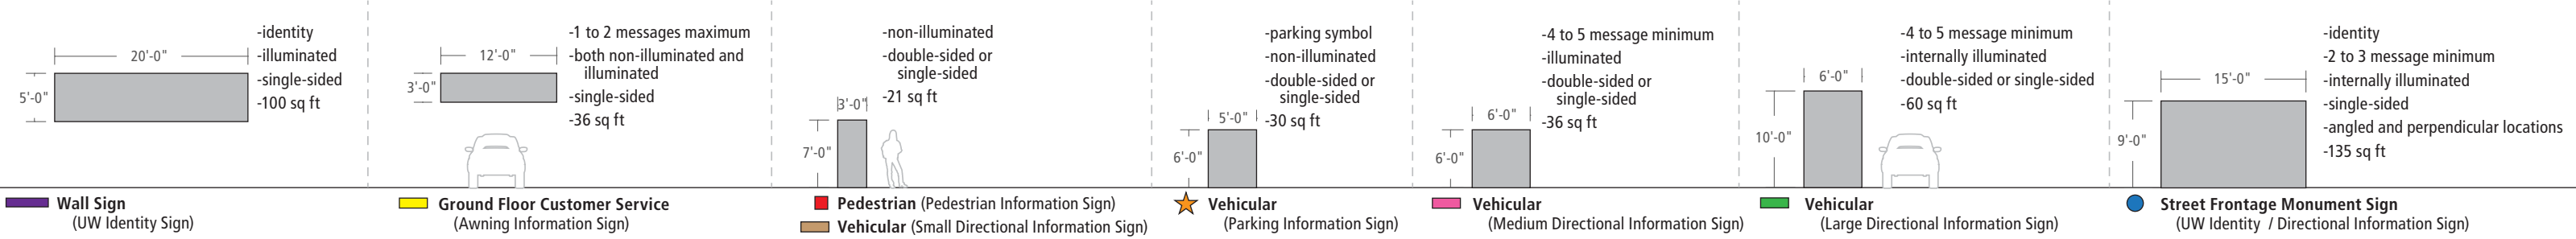 20'-0"
5'-0"
-identity
-illuminated
-single-sided
-100 sq ft
Wall Sign
(UW Identity Sign)
12'-0"
3'-0"
-1 to 2 messages maximum
-both non-illuminated and
illuminated
-single-sided
-36 sq ft
Ground Floor Customer Service
(Awning Information Sign)
3'-0"
7'-0"
-non-illuminated
-double-sided or
single-sided
-21 sq ft
Pedestrian (Pedestrian Information Sign)
Vehicular (Small Directional Information Sign)
5'-0"
6'-0"
-parking symbol
-non-illuminated
-double-sided or
single-sided
-30 sq ft
Vehicular
(Parking Information Sign)
6'-0"
6'-0"
-4 to 5 message minimum
-illuminated
-double-sided or
single-sided
-36 sq ft
Vehicular
(Medium Directional Information Sign)
6'-0"
10'-0"
-4 to 5 message minimum
-internally illuminated
-double-sided or single-sided
-60 sq ft
Vehicular
(Large Directional Information Sign)
15'-0"
9'-0"
-identity
-2 to 3 message minimum
-internally illuminated
-single-sided
-angled and perpendicular locations
-135 sq ft
Street Frontage Monument Sign
(UW Identity / Directional Information Sign)